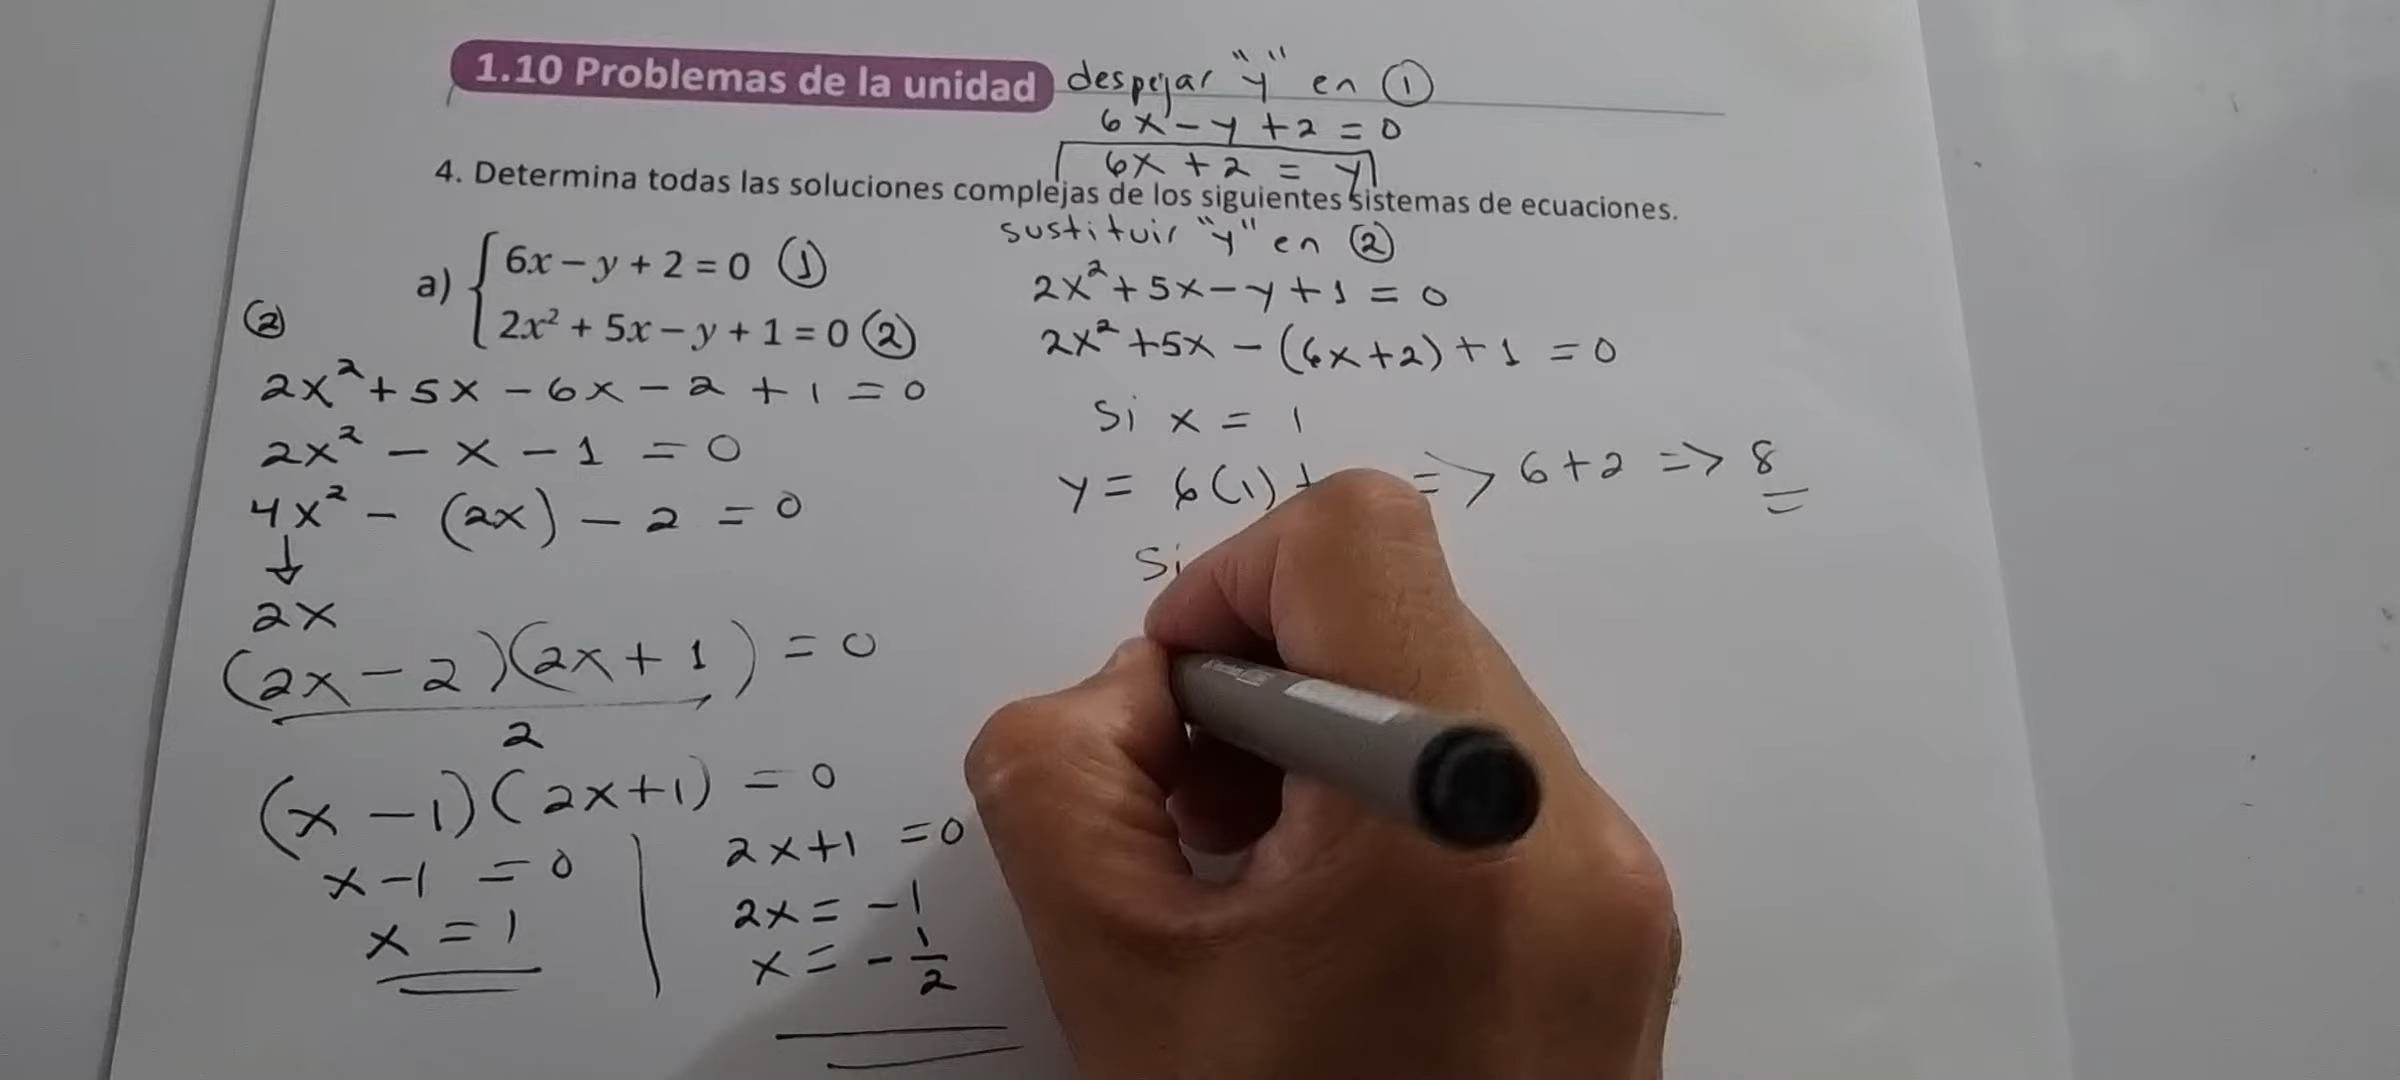 1.10 Problemas de la unidad
despejar "y" en ①
6x - y + 2 = 0
6x + 2 = y
4. Determina todas las soluciones complejas de los siguientes sistemas de ecuaciones.
a) { 6x – y + 2 = 0 ①
2x² + 5x – y + 1 = 0 ②
②
2x² + 5x - 6x - 2 + 1 = 0
2x² - x - 1 = 0
4x² - (2x) - 2 = 0
↓
2x
(2x - 2)(2x + 1) = 0
2
(x - 1)(2x + 1) = 0
x - 1 = 0
x = 1
2x + 1 = 0
2x = -1
x = - 1/2
sustituir "y" en ②
2x² + 5x - y + 1 = 0
2x² + 5x - (6x + 2) + 1 = 0
Si x = 1
y = 6(1) + => 6 + 2 => 8
Si